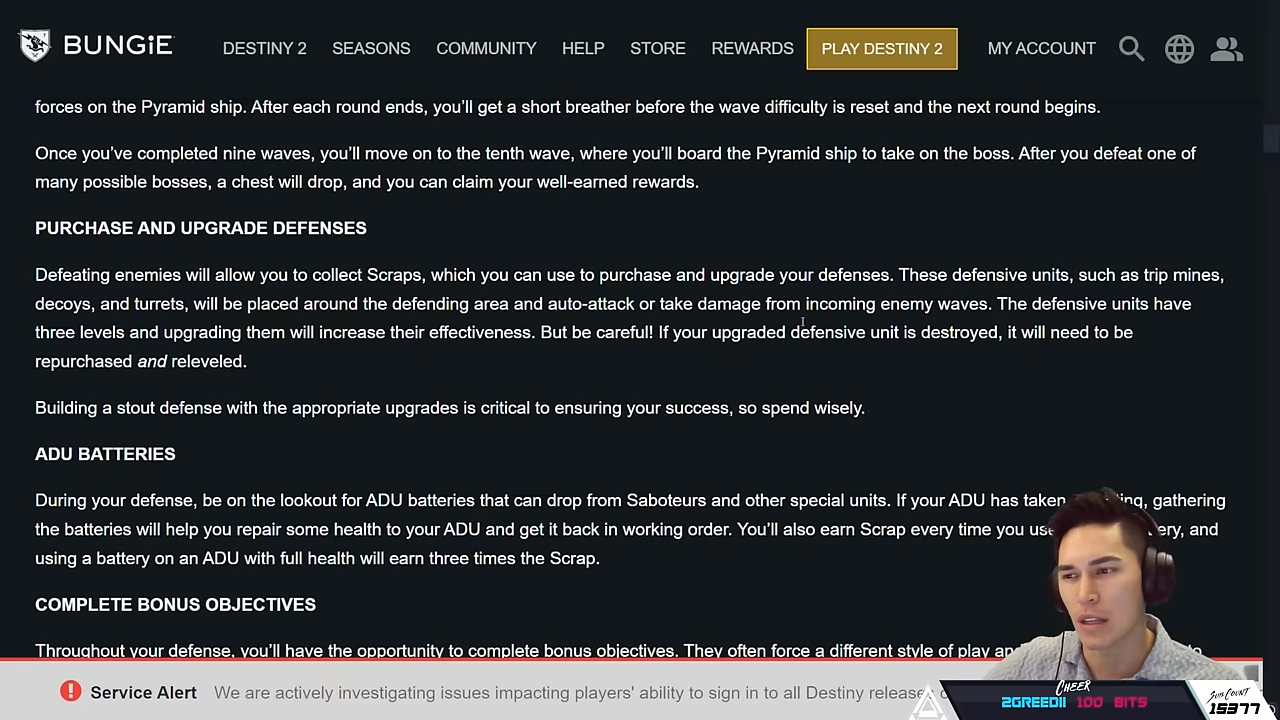 BUNGiE DESTINY 2 SEASONS COMMUNITY HELP STORE REWARDS PLAY DESTINY 2 MY ACCOUNT
forces on the Pyramid ship. After each round ends, you’ll get a short breather before the wave difficulty is reset and the next round begins.
Once you’ve completed nine waves, you’ll move on to the tenth wave, where you’ll board the Pyramid ship to take on the boss. After you defeat one of
many possible bosses, a chest will drop, and you can claim your well-earned rewards.
PURCHASE AND UPGRADE DEFENSES
Defeating enemies will allow you to collect Scraps, which you can use to purchase and upgrade your defenses. These defensive units, such as trip mines,
decoys, and turrets, will be placed around the defending area and auto-attack or take damage from incoming enemy waves. The defensive units have
three levels and upgrading them will increase their effectiveness. But be careful! If your upgraded defensive unit is destroyed, it will need to be
repurchased and releveled.
Building a stout defense with the appropriate upgrades is critical to ensuring your success, so spend wisely.
ADU BATTERIES
During your defense, be on the lookout for ADU batteries that can drop from Saboteurs and other special units. If your ADU has taken gathering
the batteries will help you repair some health to your ADU and get it back in working order. You’ll also earn Scrap every time you use and
using a battery on an ADU with full health will earn three times the Scrap.
COMPLETE BONUS OBJECTIVES
Throughout your defense, you’ll have the opportunity to complete bonus objectives. They often force a different style of play
Service Alert We are actively investigating issues impacting players' ability to sign in to all Destiny
CHEER
2GREEDII 100 BITS
SUB COUNT
15377